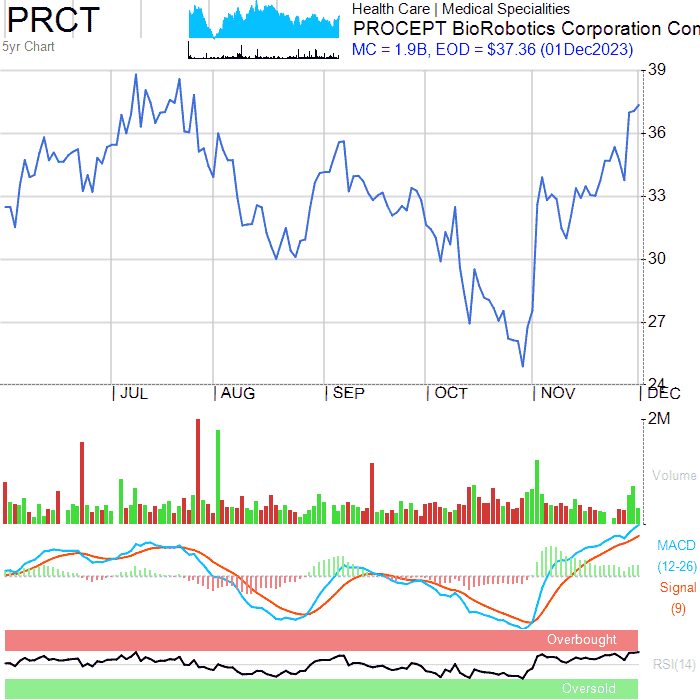 PRCT
Health Care | Medical Specialities
PROCEPT BioRobotics Corporation Con
5yr Chart
MC = 1.9B, EOD = $37.36 (01Dec2023)
39
36
33
30
27
24
JUL AUG SEP OCT NOV DEC
2M
Volume
MACD
(12-26)
Signal
(9)
Overbought
RSI(14)
Oversold